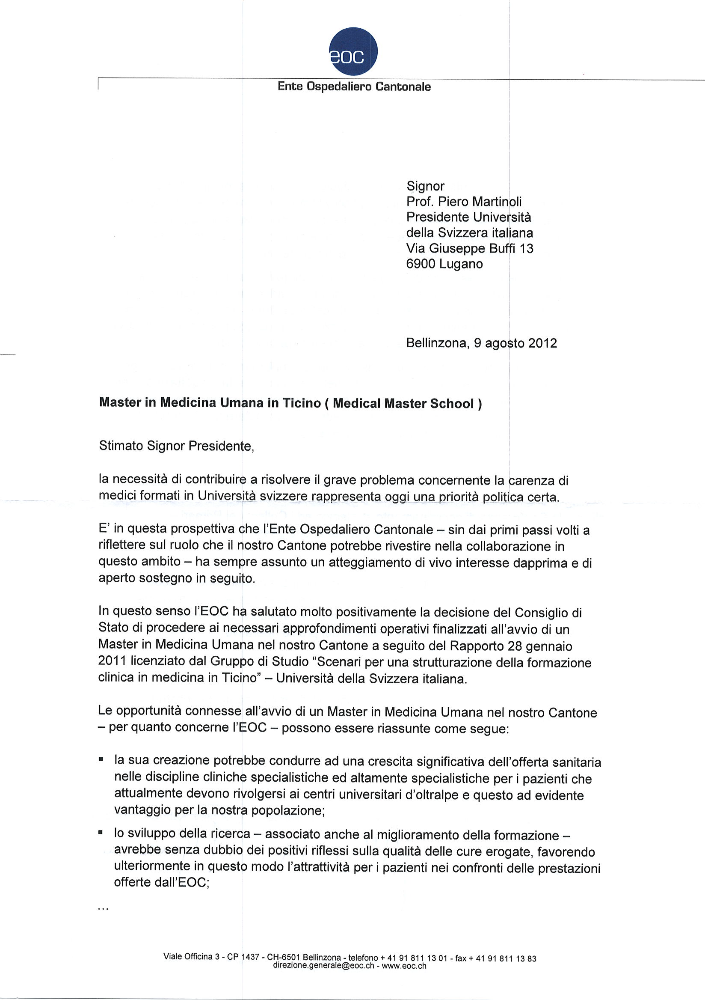 eoc
Ente Ospedaliero Cantonale
Signor
Prof. Piero Martinoli
Presidente Università
della Svizzera italiana
Via Giuseppe Buffi 13
6900 Lugano
Bellinzona, 9 agosto 2012
Master in Medicina Umana in Ticino ( Medical Master School )
Stimato Signor Presidente,
la necessità di contribuire a risolvere il grave problema concernente la carenza di
medici formati in Università svizzere rappresenta oggi una priorità politica certa.
E' in questa prospettiva che l'Ente Ospedaliero Cantonale – sin dai primi passi volti a
riflettere sul ruolo che il nostro Cantone potrebbe rivestire nella collaborazione in
questo ambito – ha sempre assunto un atteggiamento di vivo interesse dapprima e di
aperto sostegno in seguito.
In questo senso l'EOC ha salutato molto positivamente la decisione del Consiglio di
Stato di procedere ai necessari approfondimenti operativi finalizzati all'avvio di un
Master in Medicina Umana nel nostro Cantone a seguito del Rapporto 28 gennaio
2011 licenziato dal Gruppo di Studio “Scenari per una strutturazione della formazione
clinica in medicina in Ticino” – Università della Svizzera italiana.
Le opportunità connesse all'avvio di un Master in Medicina Umana nel nostro Cantone
– per quanto concerne l'EOC – possono essere riassunte come segue:
▪ la sua creazione potrebbe condurre ad una crescita significativa dell'offerta sanitaria
nelle discipline cliniche specialistiche ed altamente specialistiche per i pazienti che
attualmente devono rivolgersi ai centri universitari d'oltralpe e questo ad evidente
vantaggio per la nostra popolazione;
▪ lo sviluppo della ricerca – associato anche al miglioramento della formazione –
avrebbe senza dubbio dei positivi riflessi sulla qualità delle cure erogate, favorendo
ulteriormente in questo modo l'attrattività per i pazienti nei confronti delle prestazioni
offerte dall'EOC;
...
Viale Officina 3 - CP 1437 - CH-6501 Bellinzona - telefono + 41 91 811 13 01 - fax + 41 91 811 13 83
direzione.generale@eoc.ch - www.eoc.ch